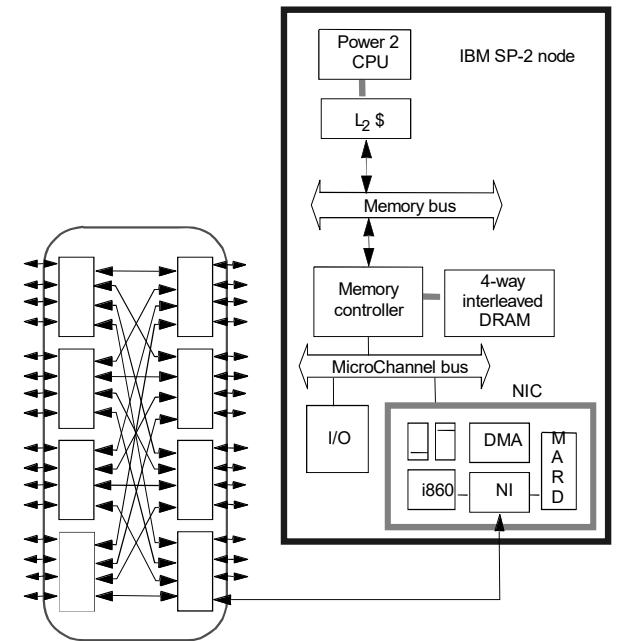 Power 2
CPU
IBM SP-2 node
L2 $
Memory bus
Memory
controller
4-way
interleaved
DRAM
MicroChannel bus
NIC
I/O
DMA
i860
NI
M
A
R
D